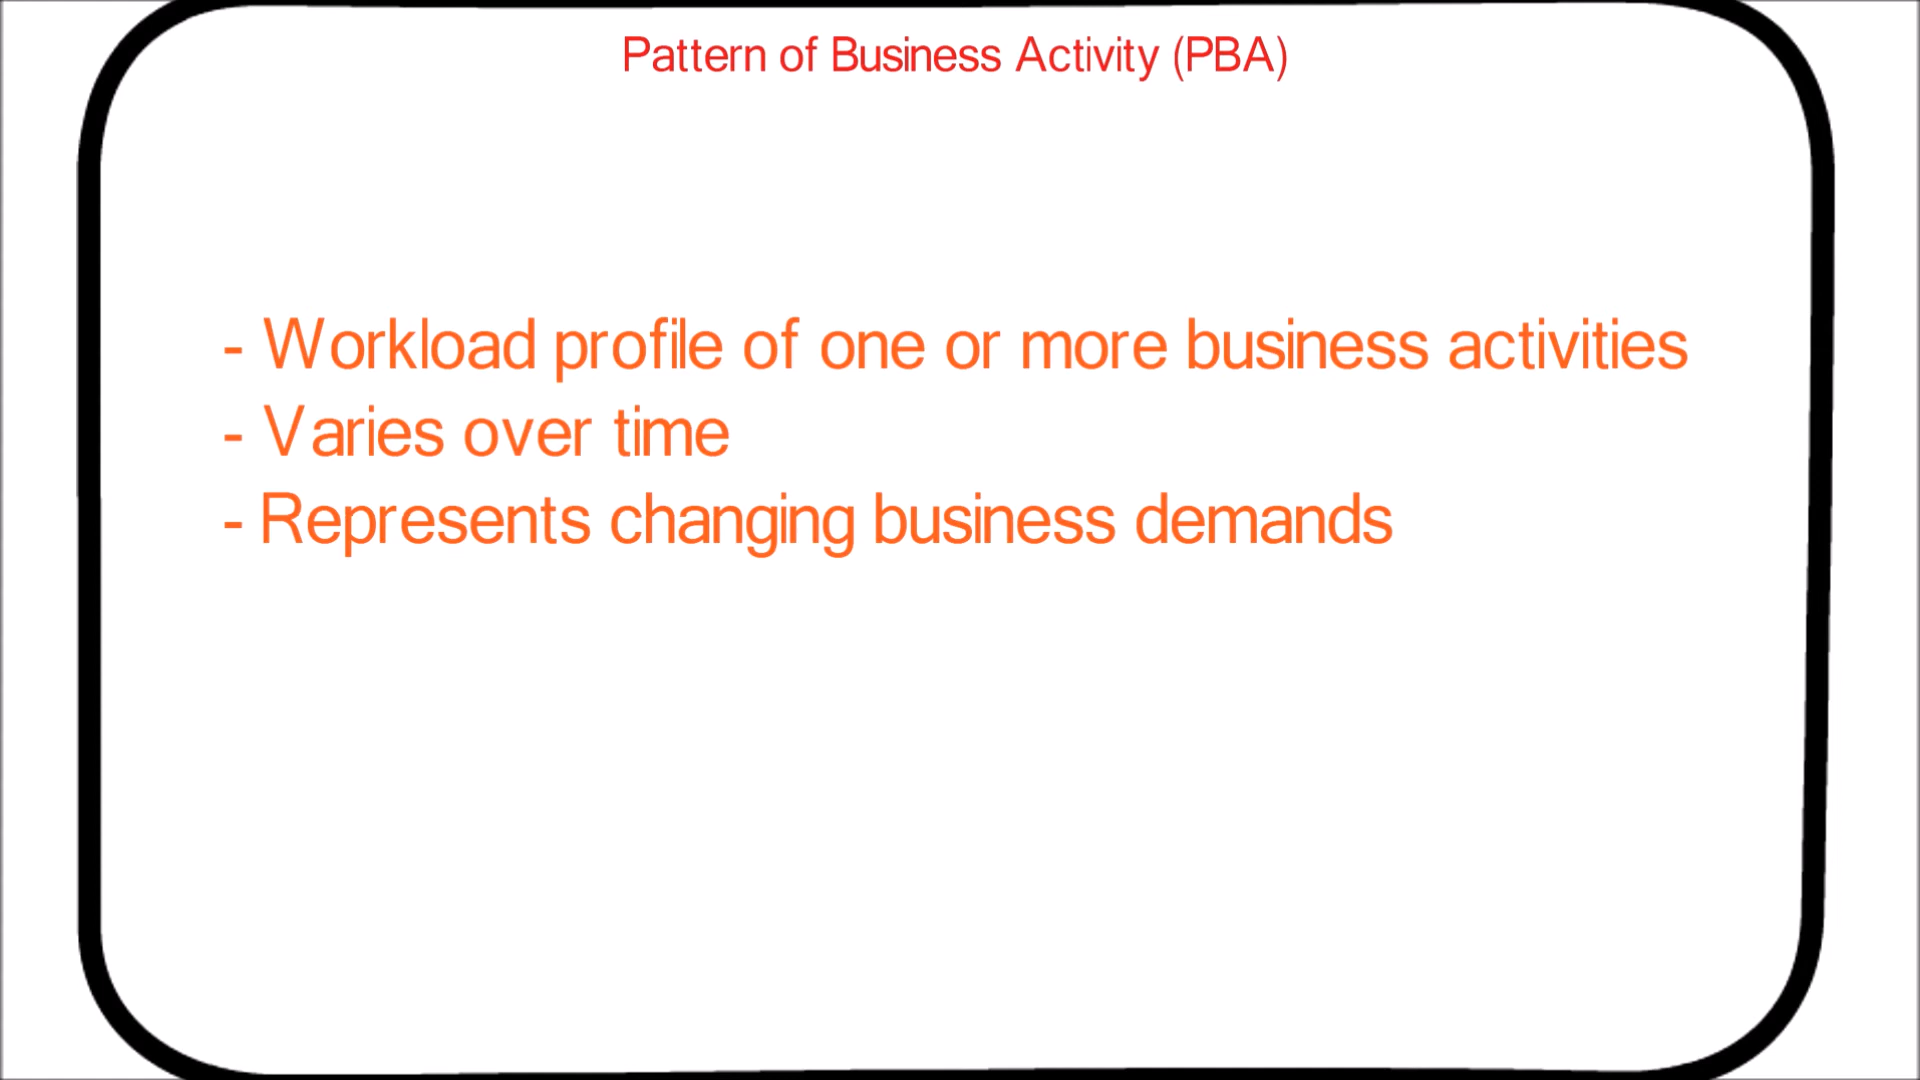 Pattern of Business Activity (PBA)
- Workload profile of one or more business activities
- Varies over time
- Represents changing business demands